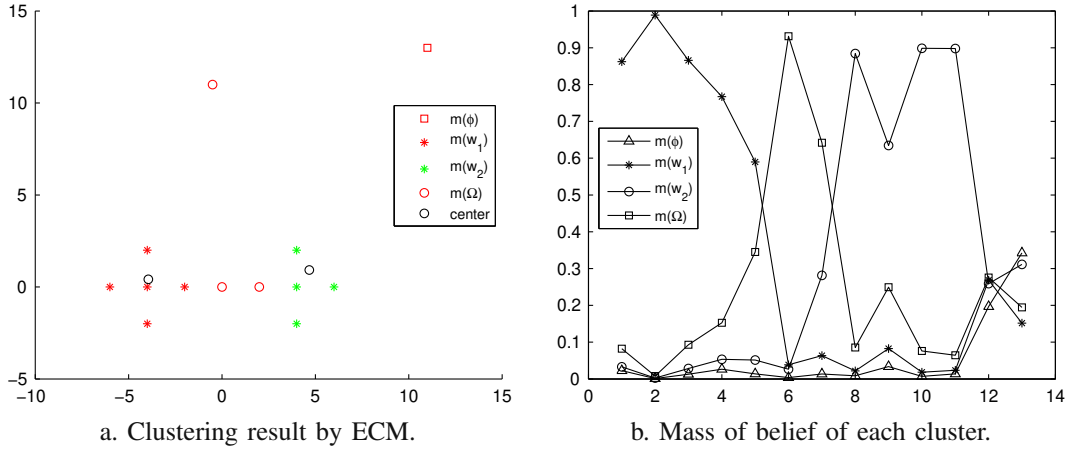 15
10
5
0
−5
−10
−5
0
5
10
15
m(ϕ)
m(w₁)
m(w₂)
m(Ω)
center
a. Clustering result by ECM.
1
0.9
0.8
0.7
0.6
0.5
0.4
0.3
0.2
0.1
0
0
2
4
6
8
10
12
14
m(ϕ)
m(w₁)
m(w₂)
m(Ω)
b. Mass of belief of each cluster.